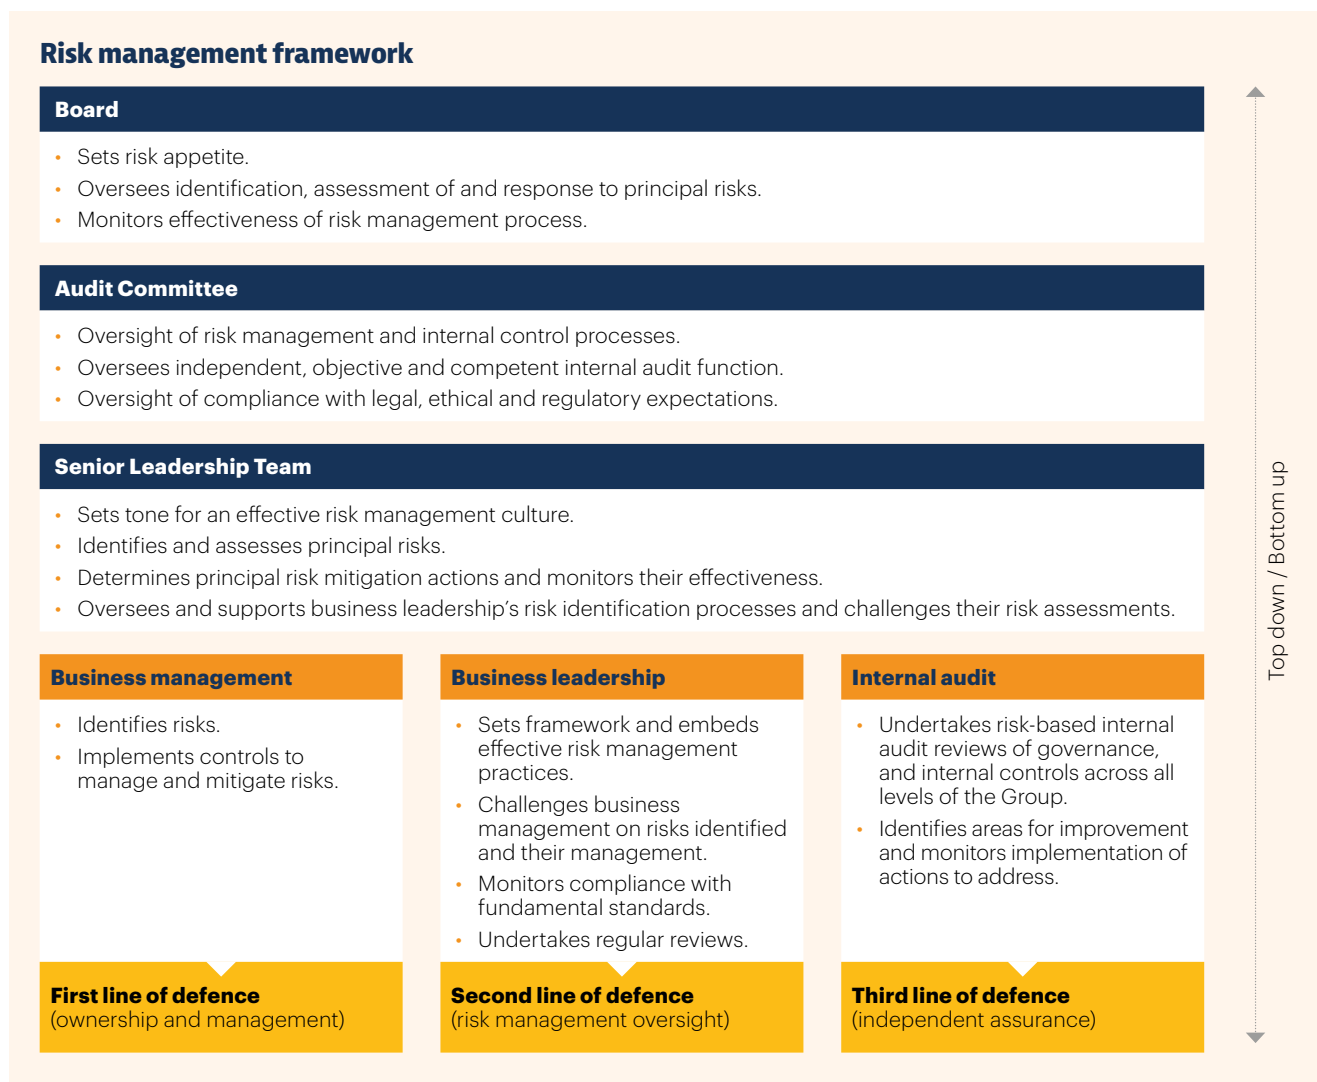 Risk management framework
Board
• Sets risk appetite.
• Oversees identification, assessment of and response to principal risks.
• Monitors effectiveness of risk management process.
Audit Committee
• Oversight of risk management and internal control processes.
• Oversees independent, objective and competent internal audit function.
• Oversight of compliance with legal, ethical and regulatory expectations.
Senior Leadership Team
• Sets tone for an effective risk management culture.
• Identifies and assesses principal risks.
• Determines principal risk mitigation actions and monitors their effectiveness.
• Oversees and supports business leadership's risk identification processes and challenges their risk assessments.
Business management
• Identifies risks.
• Implements controls to
manage and mitigate risks.
First line of defence
(ownership and management)
Business leadership
• Sets framework and embeds
effective risk management
practices.
• Challenges business
management on risks identified
and their management.
• Monitors compliance with
fundamental standards.
• Undertakes regular reviews.
Second line of defence
(risk management oversight)
Internal audit
• Undertakes risk-based internal
audit reviews of governance,
and internal controls across all
levels of the Group.
• Identifies areas for improvement
and monitors implementation of
actions to address.
Third line of defence
(independent assurance)
Top down / Bottom up